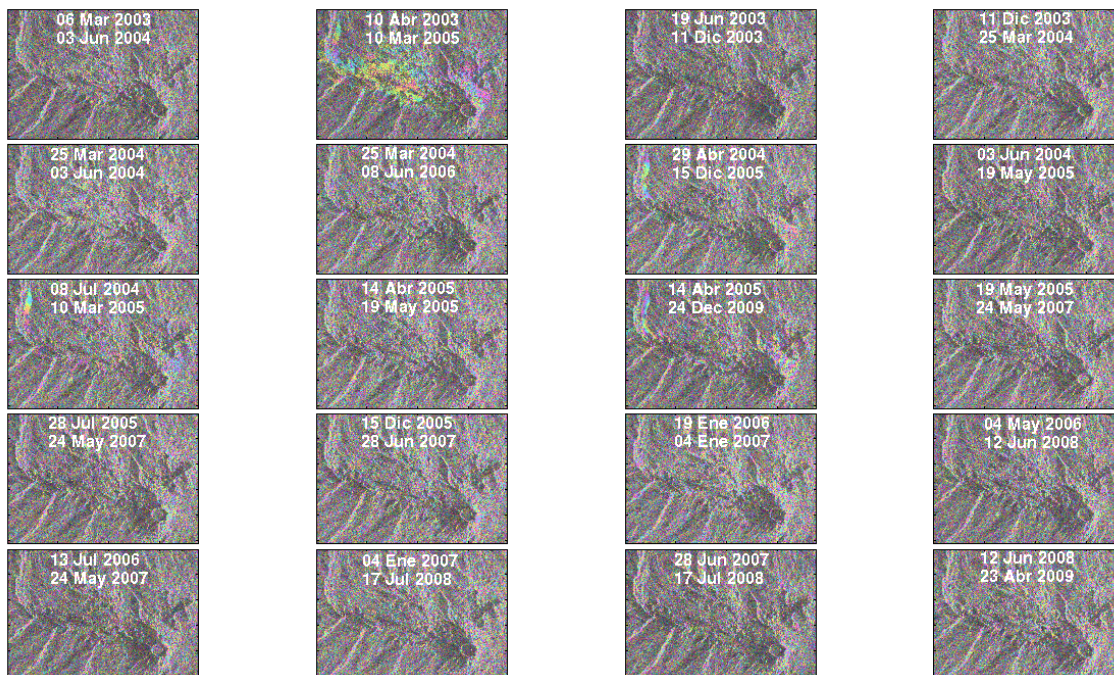 06 Mar 2003
03 Jun 2004
10 Abr 2003
10 Mar 2005
19 Jun 2003
11 Dic 2003
11 Dic 2003
25 Mar 2004
25 Mar 2004
03 Jun 2004
25 Mar 2004
08 Jun 2006
29 Abr 2004
15 Dic 2005
03 Jun 2004
19 May 2005
08 Jul 2004
10 Mar 2005
14 Abr 2005
19 May 2005
14 Abr 2005
24 Dec 2009
19 May 2005
24 May 2007
28 Jul 2005
24 May 2007
15 Dic 2005
28 Jun 2007
19 Ene 2006
04 Ene 2007
04 May 2006
12 Jun 2008
13 Jul 2006
24 May 2007
04 Ene 2007
17 Jul 2008
28 Jun 2007
17 Jul 2008
12 Jun 2008
23 Abr 2009